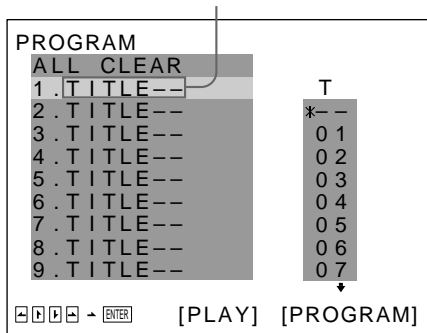 PROGRAM
ALL CLEAR
1.TITLE––
T
2.TITLE––
*––
3.TITLE––
01
4.TITLE––
02
5.TITLE––
03
6.TITLE––
04
7.TITLE––
05
8.TITLE––
06
9.TITLE––
07
ENTER [PLAY] [PROGRAM]